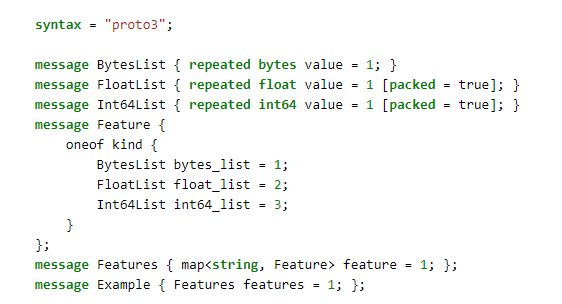 syntax = "proto3";
message BytesList { repeated bytes value = 1; }
message FloatList { repeated float value = 1 [packed = true]; }
message Int64List { repeated int64 value = 1 [packed = true]; }
message Feature {
    oneof kind {
        BytesList bytes_list = 1;
        FloatList float_list = 2;
        Int64List int64_list = 3;
    }
};
message Features { map<string, Feature> feature = 1; };
message Example { Features features = 1; };